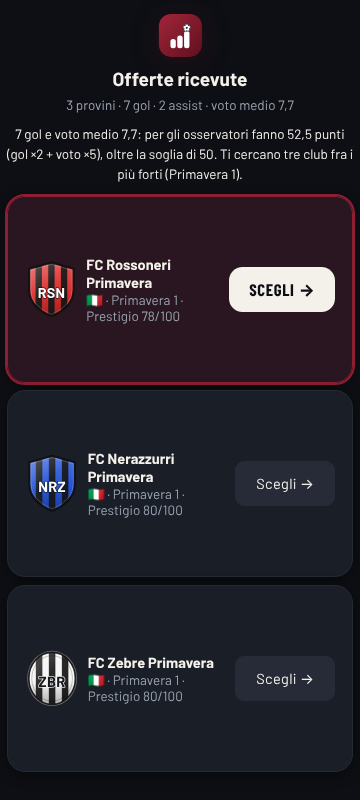 Offerte ricevute
3 provini · 7 gol · 2 assist · voto medio 7,7
7 gol e voto medio 7,7: per gli osservatori fanno 52,5 punti
(gol ×2 + voto ×5), oltre la soglia di 50. Ti cercano tre club fra i
più forti (Primavera 1).
RSN
FC Rossoneri
Primavera
· Primavera 1 ·
Prestigio 78/100
SCEGLI →
NRZ
FC Nerazzurri
Primavera
· Primavera 1 ·
Prestigio 80/100
Scegli →
ZBR
FC Zebre Primavera
· Primavera 1 ·
Prestigio 80/100
Scegli →